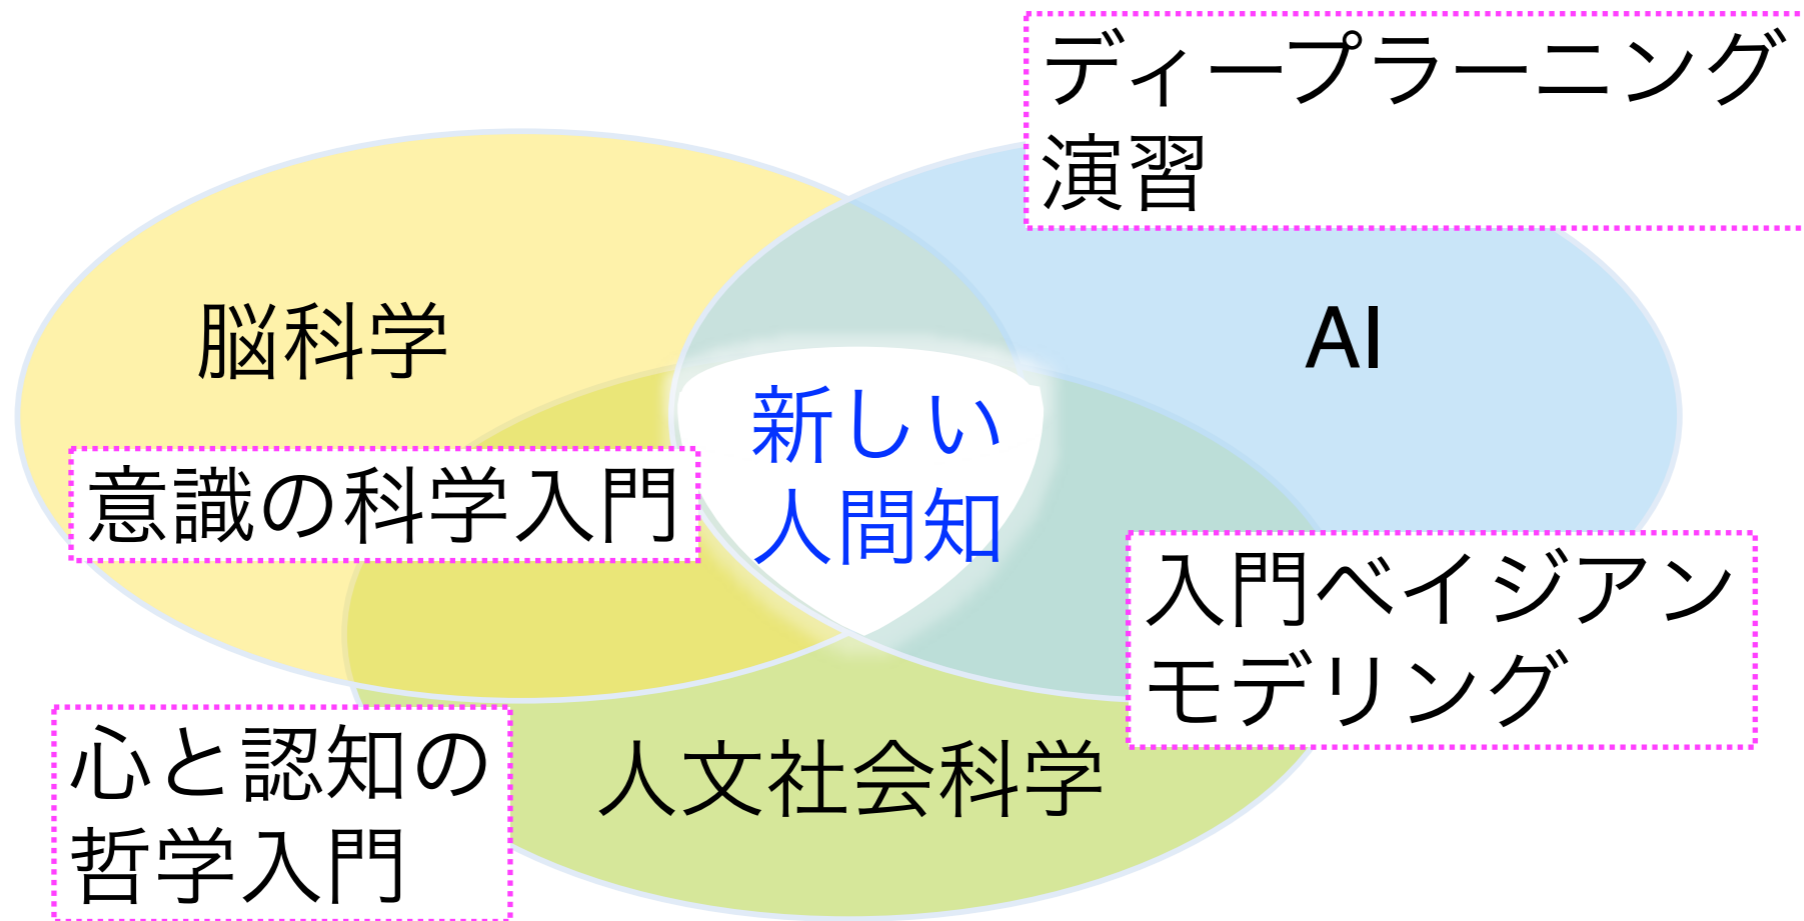 ディープラーニング
演習
脳科学
AI
新しい
人間知
意識の科学入門
入門ベイジアン
モデリング
心と認知の
哲学入門
人文社会科学